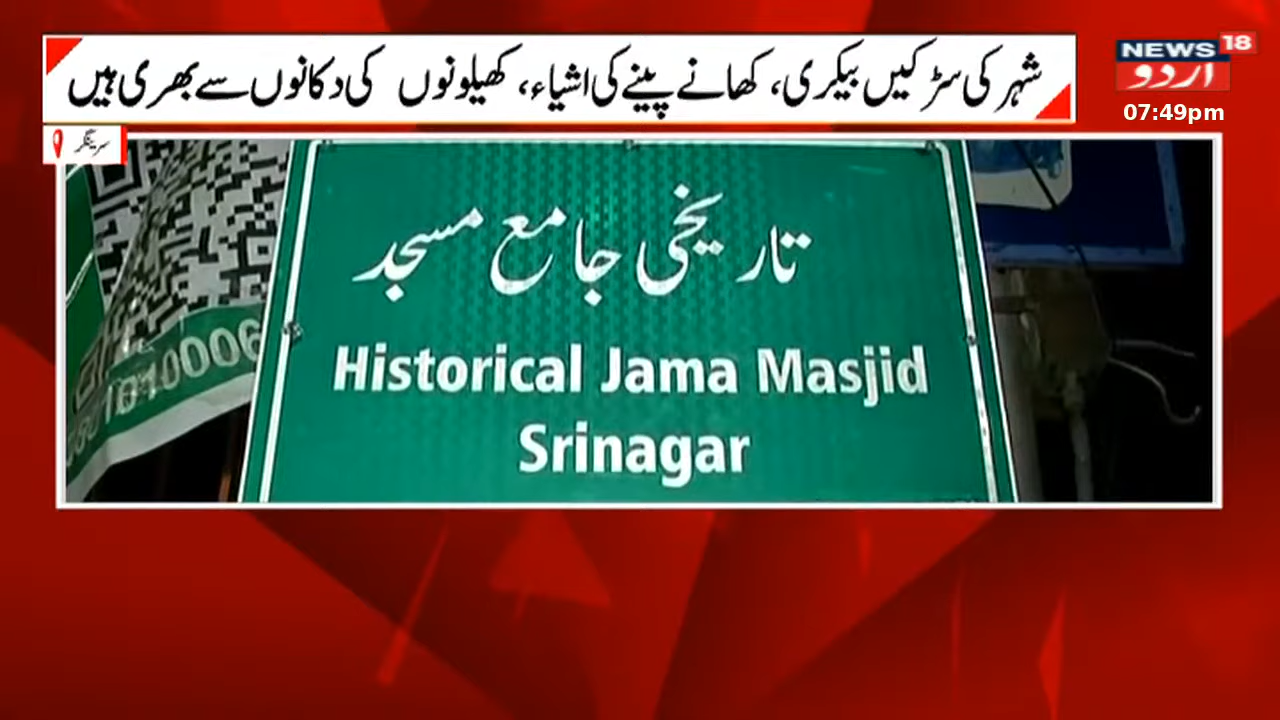 شہر کی سڑکیں بیکری، کھانے پینے کی اشیاء، کھیلونوں کی دکانوں سے بھری ہیں
NEWS 18
اردو
07:49pm
سرینگر
تاریخی جامع مسجد
Historical Jama Masjid
Srinagar